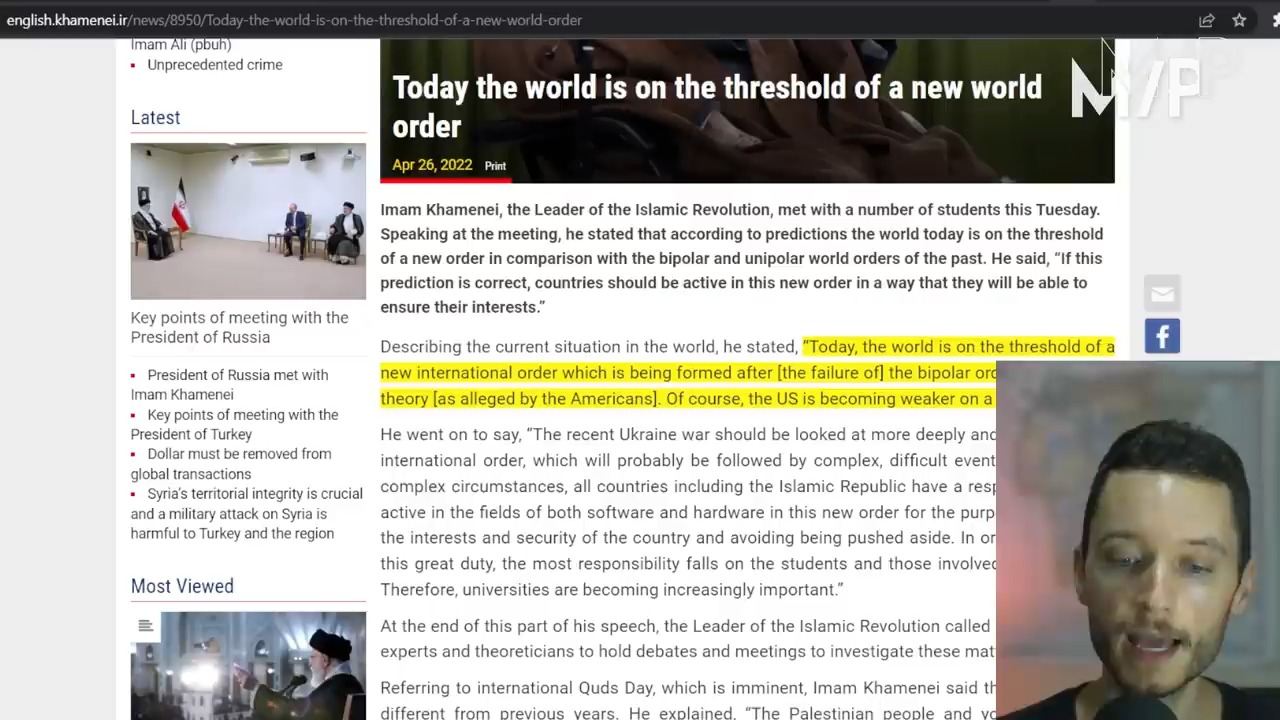 english.khamenei.ir/news/8950/Today-the-world-is-on-the-threshold-of-a-new-world-order
M/P
Imam Ali (pbuh)
Unprecedented crime
Latest
Key points of meeting with the
President of Russia
President of Russia met with
Imam Khamenei
Key points of meeting with the
President of Turkey
Dollar must be removed from
global transactions
Syria's territorial integrity is crucial
and a military attack on Syria is
harmful to Turkey and the region
Most Viewed
Today the world is on the threshold of a new world
order
Apr 26, 2022 Print
Imam Khamenei, the Leader of the Islamic Revolution, met with a number of students this Tuesday.
Speaking at the meeting, he stated that according to predictions the world today is on the threshold
of a new order in comparison with the bipolar and unipolar world orders of the past. He said, “If this
prediction is correct, countries should be active in this new order in a way that they will be able to
ensure their interests.”
Describing the current situation in the world, he stated, “Today, the world is on the threshold of a
new international order which is being formed after [the failure of] the bipolar
theory [as alleged by the Americans]. Of course, the US is becoming weaker on a
He went on to say, “The recent Ukraine war should be looked at more deeply and
international order, which will probably be followed by complex, difficult
complex circumstances, all countries including the Islamic Republic have a
active in the fields of both software and hardware in this new order for the
the interests and security of the country and avoiding being pushed aside. In
this great duty, the most responsibility falls on the students and those
Therefore, universities are becoming increasingly important.”
At the end of this part of his speech, the Leader of the Islamic Revolution called
experts and theoreticians to hold debates and meetings to investigate these
Referring to international Quds Day, which is imminent, Imam Khamenei said
different from previous years. He explained, “The Palestinian people and
f